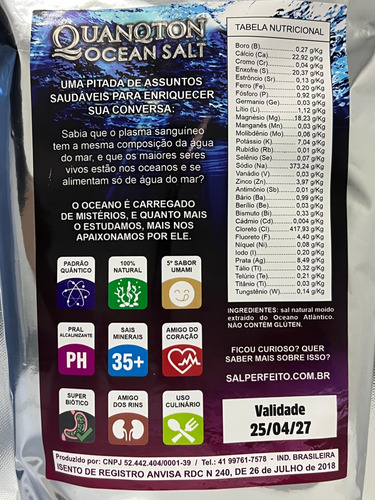 QUANQTON
OCEAN SALT
UMA PITADA DE ASSUNTOS
SAUDÁVEIS PARA ENRIQUECER
SUA CONVERSA:
Sabia que o plasma sanguíneo
tem a mesma composição da água
do mar, e que os maiores seres
vivos estão nos oceanos e se
alimentam só de água do mar?
O OCEANO É CARREGADO
DE MISTÉRIOS, E QUANTO MAIS
O ESTUDAMOS, MAIS NOS
APAIXONAMOS POR ELE.
PADRÃO
QUÂNTICO
100%
NATURAL
5º SABOR
UMAMI
PRAL
ALCALINIZANTE
PH
SAIS
MINERAIS
35+
AMIGO DO
CORAÇÃO
SUPER
BIÓTICO
AMIGO
DOS RINS
USO
CULINÁRIO
TABELA NUTRICIONAL
Boro (B)...................0,27 g/Kg
Cálcio (Ca)...............22,92 g/Kg
Cromo (Cr)................0,04 g/Kg
Enxofre (S)...............20,37 g/Kg
Estrôncio (Sr)............0,13 g/Kg
Ferro (Fe).................0,20 g/Kg
Fósforo (P)...............0,92 g/Kg
Germanio (Ge)..........0,03 g/Kg
Lítio (Li)....................1,12 g/Kg
Magnésio (Mg).........18,23 g/Kg
Manganês (Mn).........0,03 g/Kg
Molibdênio (Mo)........0,06 g/Kg
Potássio (K)..............7,04 g/Kg
Rubídio (Rb).............0,01 g/Kg
Selênio (Se)..............0,07 g/Kg
Sódio (Na).............373,24 g/Kg
Vanádio (V)...............0,03 g/Kg
Zinco (Zn).................3,97 g/Kg
Antimônio (Sb)..........0,01 g/Kg
Bário (Ba).................0,99 g/Kg
Berílio (Be)...............0,03 g/Kg
Bismuto (Bi)..............0,33 g/Kg
Cádmio (Cd)............0,004 g/Kg
Cloreto (Cl)............417,93 g/Kg
Fluoreto (F)..............4,40 g/Kg
Níquel (Ni)................0,08 g/Kg
Iodo (I)....................0,20 g/Kg
Prata (Ag).................8,49 g/Kg
Tálio (Tl)...................0,32 g/Kg
Telúrio (Te)...............0,21 g/Kg
Titânio (Ti)................0,03 g/Kg
Tungstênio (W)..........0,14 g/Kg
INGREDIENTES: sal natural moido
extraído do Oceano Atlântico.
NÃO CONTÉM GLÚTEN.
FICOU CURIOSO? QUER
SABER MAIS SOBRE ISSO?
SALPERFEITO.COM.BR
Validade
25/04/27
Produzido por: CNPJ 52.442.404/0001-39 / Tel.: 41 99761-7578 - IND. BRASILEIRA
ISENTO DE REGISTRO ANVISA RDC N 240, DE 26 DE JULHO DE 2018